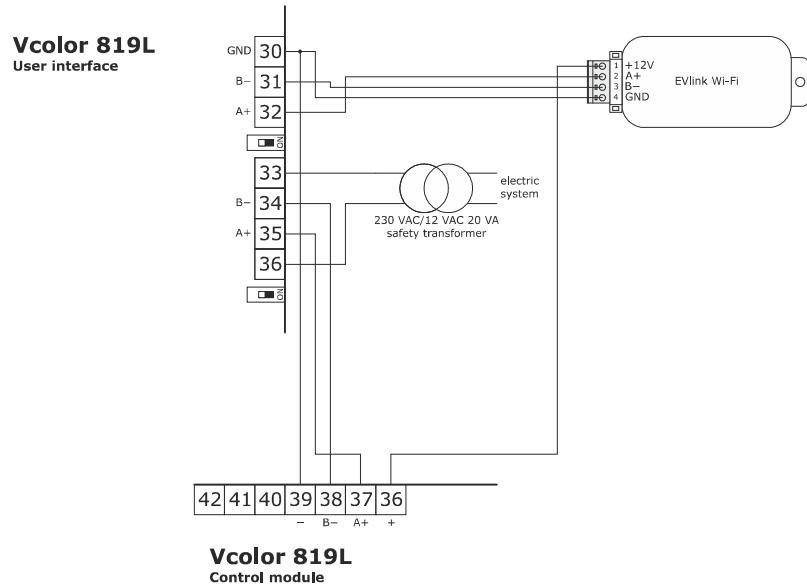 Vcolor 819L
User interface
GND 30
B− 31
A+ 32
ON
33
B− 34
A+ 35
36
ON
electric
system
230 VAC/12 VAC 20 VA
safety transformer
1 +12V
2 A+
3 B−
4 GND
EVlink Wi-Fi
42 41 40 39 38 37 36
− B− A+ +
Vcolor 819L
Control module